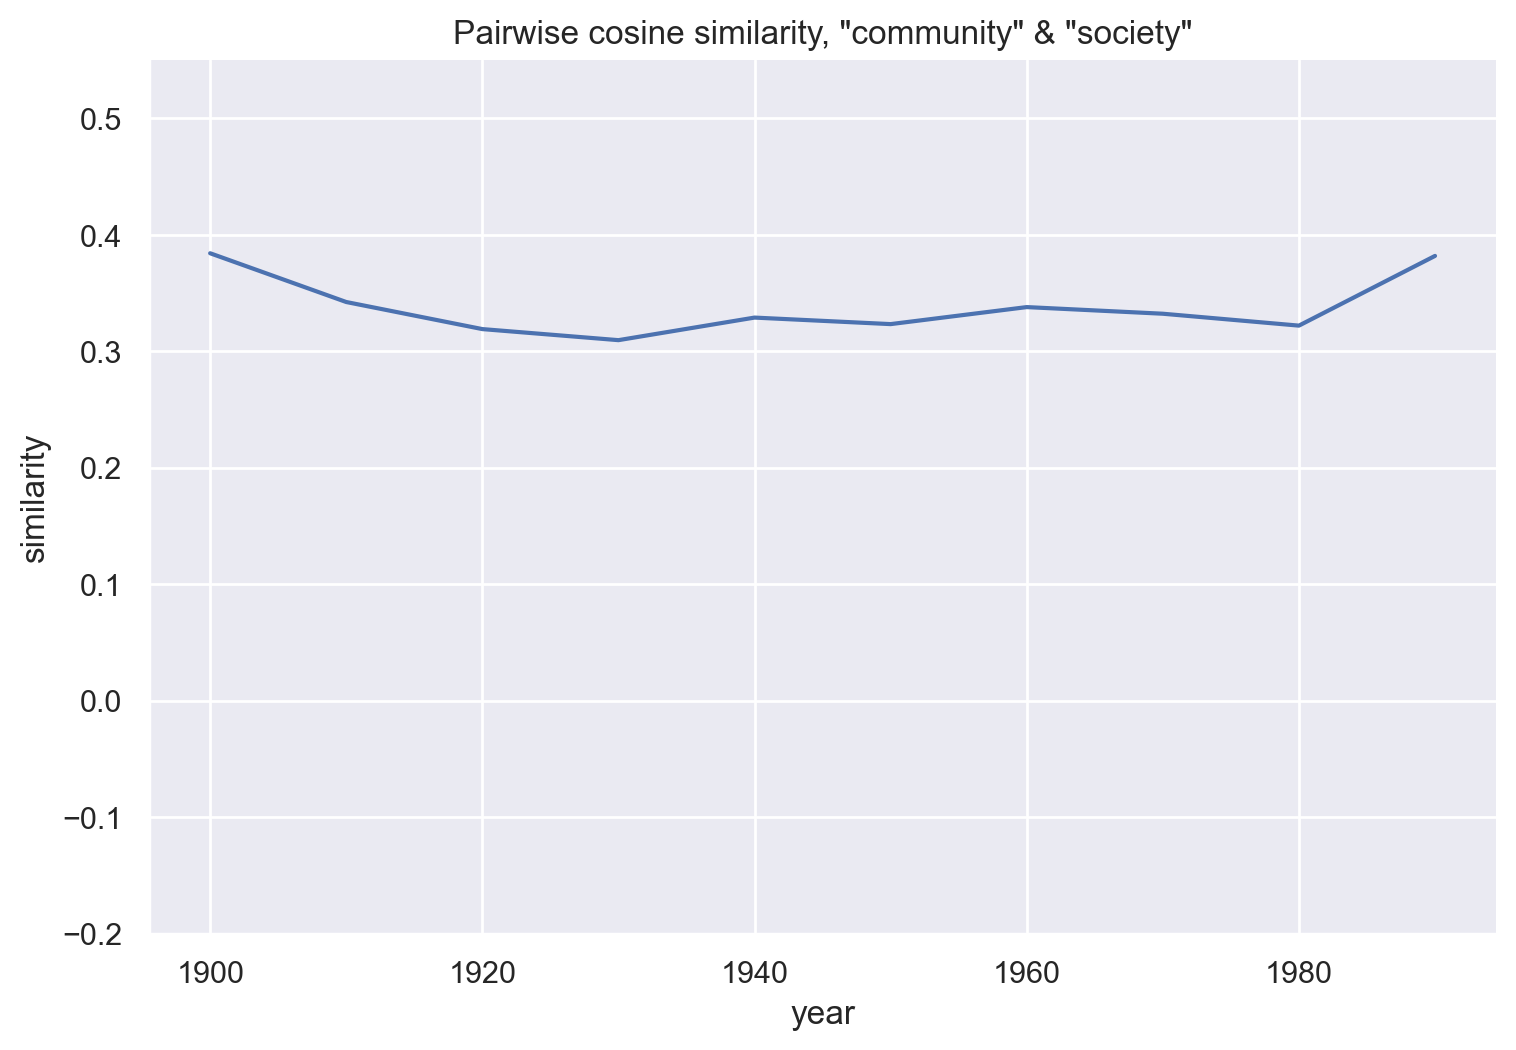 Pairwise cosine similarity, "community" & "society"
0.5
0.4
0.3
0.2
0.1
0.0
−0.1
−0.2
similarity
1900 1920 1940 1960 1980
year